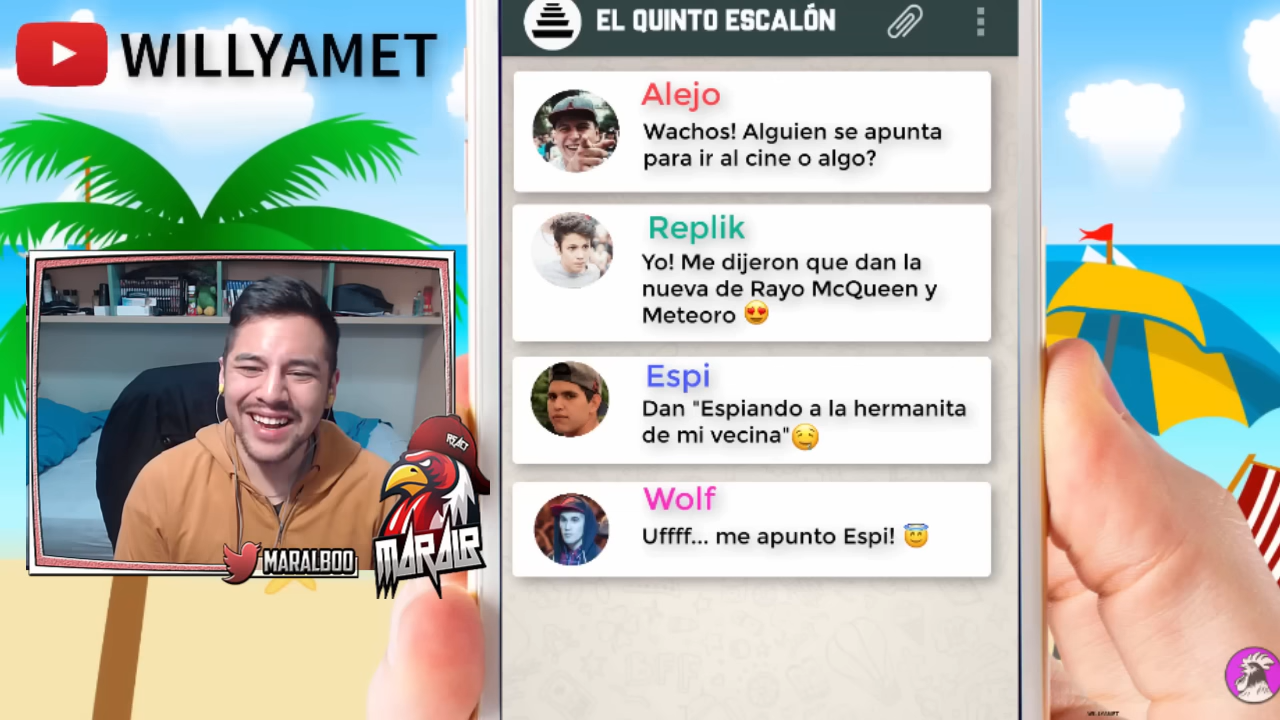 WILLYAMET
EL QUINTO ESCALÓN
Alejo
Wachos! Alguien se apunta
para ir al cine o algo?
Replik
Yo! Me dijeron que dan la
nueva de Rayo McQueen y
Meteoro 😍
Espi
Dan "Espiando a la hermanita
de mi vecina"😏
Wolf
Uffff... me apunto Espi! 😇
REACT
MARALB
MARALBOO